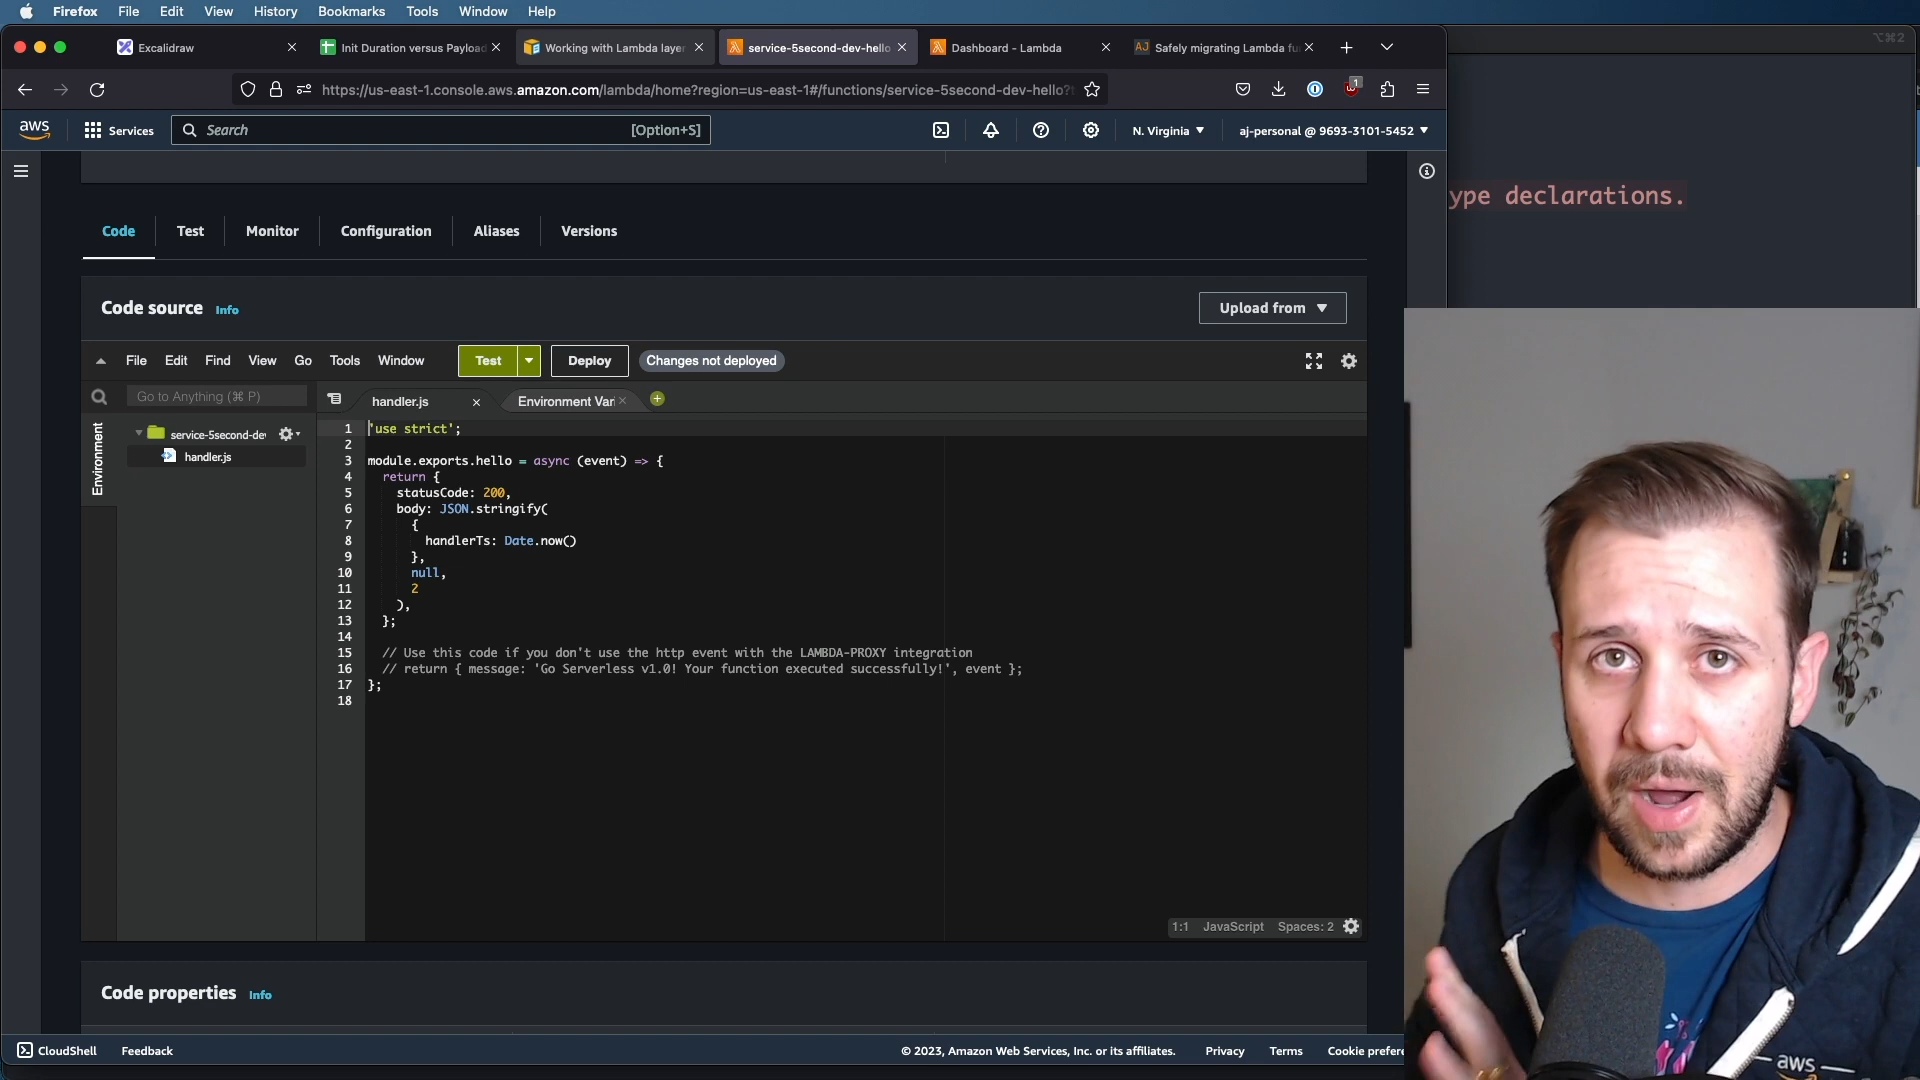 Firefox File Edit View History Bookmarks Tools Window Help
Excalidraw
Init Duration versus Payload
Working with Lambda layer
service-5second-dev-hello
Dashboard - Lambda
AJ Safely migrating Lambda fu
⌥⌘2
https://us-east-1.console.aws.amazon.com/lambda/home?region=us-east-1#/functions/service-5second-dev-hello?
1
aws Services Search [Option+S] N. Virginia ▼ aj-personal @ 9693-3101-5452 ▼
ype declarations.
Code Test Monitor Configuration Aliases Versions
Code source Info Upload from ▼
File Edit Find View Go Tools Window Test Deploy Changes not deployed
Go to Anything (⌘ P)
handler.js
Environment Var
Environment
service-5second-dev
handler.js
1 'use strict';
2
3 module.exports.hello = async (event) => {
4 return {
5 statusCode: 200,
6 body: JSON.stringify(
7 {
8 handlerTs: Date.now()
9 },
10 null,
11 2
12 ),
13 };
14
15 // Use this code if you don't use the http event with the LAMBDA-PROXY integration
16 // return { message: 'Go Serverless v1.0! Your function executed successfully!', event };
17 };
18
1:1 JavaScript Spaces: 2
Code properties Info
CloudShell Feedback © 2023, Amazon Web Services, Inc. or its affiliates. Privacy Terms Cookie prefere
aws